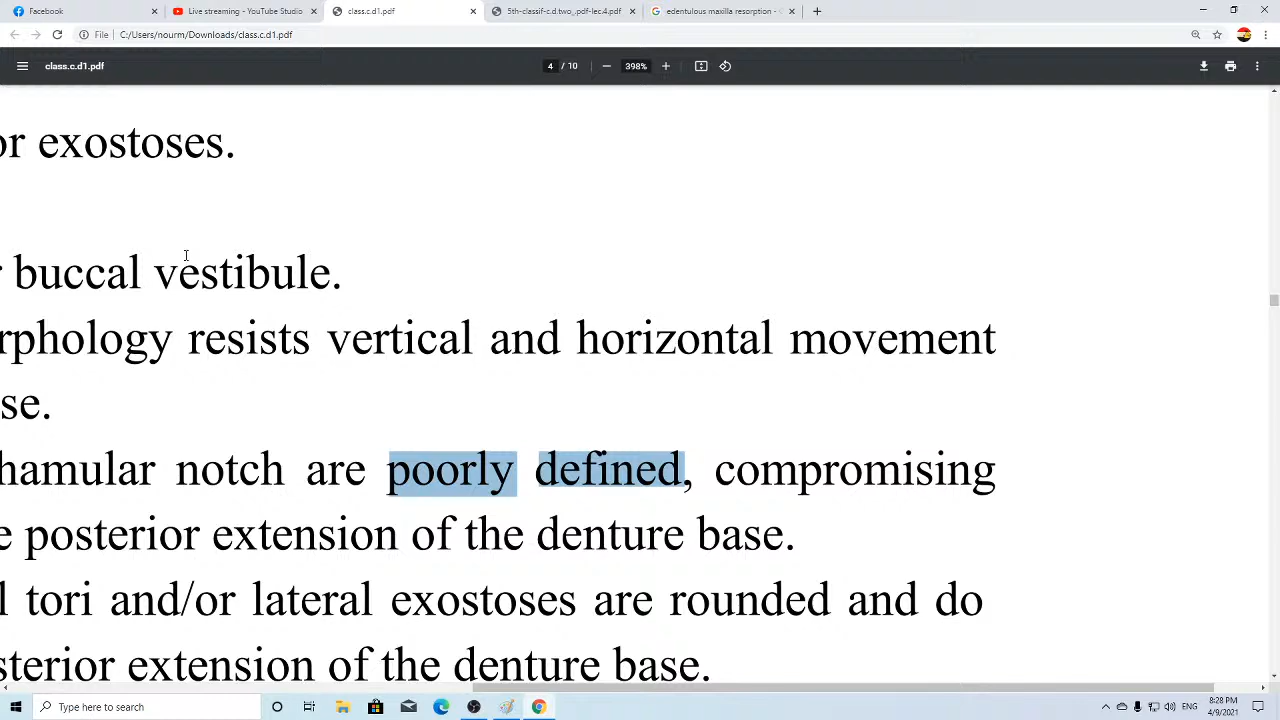 Facebook
Live streaming - YouTube Studio
class.c.d1.pdf
5th-classif-c.d.two_.pdf-lec.4.pdf
edentulous maxilla resorption - G
File
C:/Users/nourm/Downloads/class.c.d1.pdf
class.c.d1.pdf
4 / 10
398%
or exostoses.
r buccal vestibule.
rphology resists vertical and horizontal movement
se.
hamular notch are poorly defined, compromising
e posterior extension of the denture base.
l tori and/or lateral exostoses are rounded and do
sterior extension of the denture base.
Type here to search
ENG
8:28 PM
4/9/2021